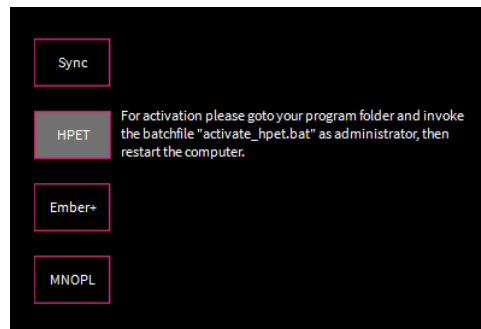 Sync
HPET
For activation please goto your program folder and invoke
the batchfile "activate_hpet.bat" as administrator, then
restart the computer.
Ember+
MNOPL